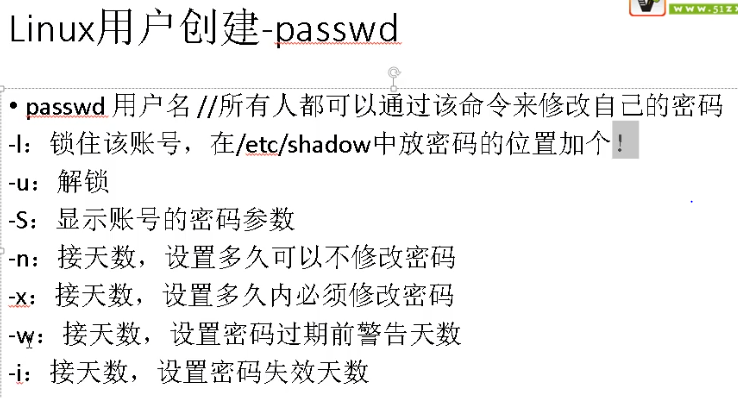 Linux用户创建-passwd
www.51zx
• passwd 用户名 //所有人都可以通过该命令来修改自己的密码
-l：锁住该账号，在/etc/shadow中放密码的位置加个！
-u：解锁
-S：显示账号的密码参数
-n：接天数，设置多久可以不修改密码
-x：接天数，设置多久内必须修改密码
-w：接天数，设置密码过期前警告天数
-i：接天数，设置密码失效天数